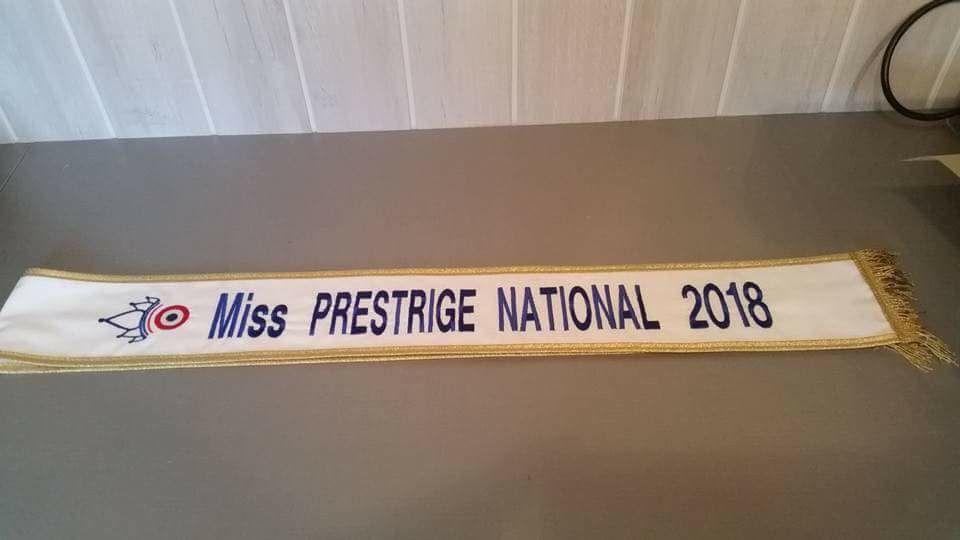 Miss PRESTRIGE NATIONAL 2018